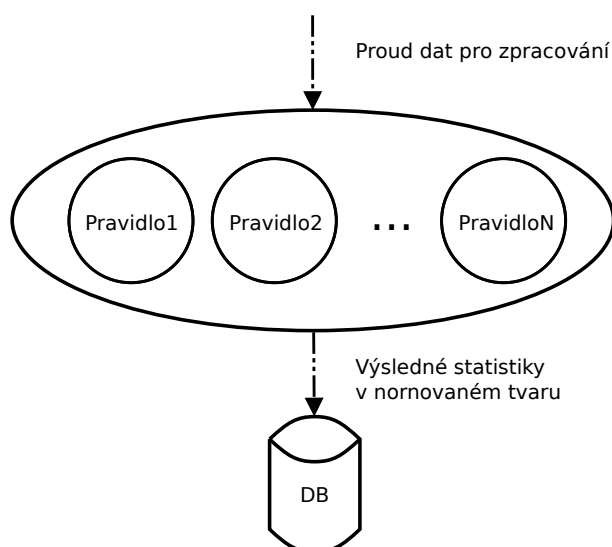 Proud dat pro zpracování
Pravidlo1
Pravidlo2
...
PravidloN
Výsledné statistiky
v nornovaném tvaru
DB